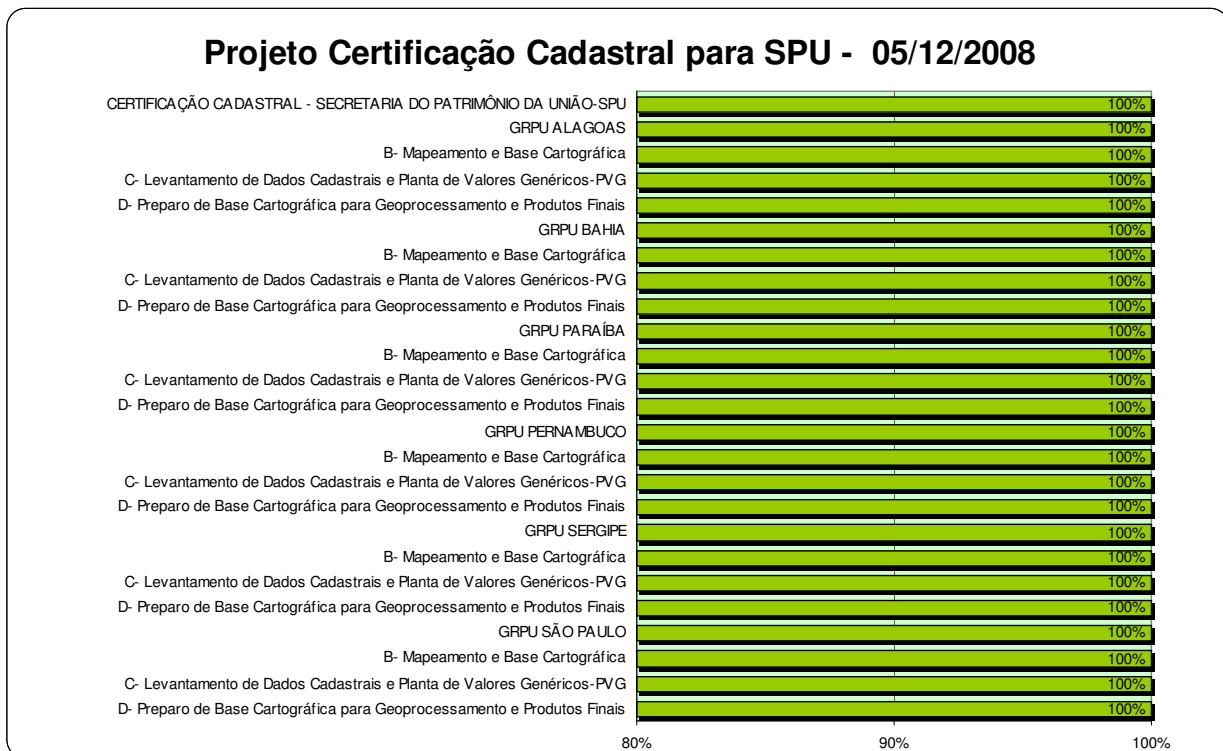 Projeto Certificação Cadastral para SPU - 05/12/2008
CERTIFICAÇÃO CADASTRAL - SECRETARIA DO PATRIMÔNIO DA UNIÃO-SPU 100%
GRPU ALAGOAS 100%
B- Mapeamento e Base Cartográfica 100%
C- Levantamento de Dados Cadastrais e Planta de Valores Genéricos-PVG 100%
D- Preparo de Base Cartográfica para Geoprocessamento e Produtos Finais 100%
GRPU BAHIA 100%
B- Mapeamento e Base Cartográfica 100%
C- Levantamento de Dados Cadastrais e Planta de Valores Genéricos-PVG 100%
D- Preparo de Base Cartográfica para Geoprocessamento e Produtos Finais 100%
GRPU PARAÍBA 100%
B- Mapeamento e Base Cartográfica 100%
C- Levantamento de Dados Cadastrais e Planta de Valores Genéricos-PVG 100%
D- Preparo de Base Cartográfica para Geoprocessamento e Produtos Finais 100%
GRPU PERNAMBUCO 100%
B- Mapeamento e Base Cartográfica 100%
C- Levantamento de Dados Cadastrais e Planta de Valores Genéricos-PVG 100%
D- Preparo de Base Cartográfica para Geoprocessamento e Produtos Finais 100%
GRPU SERGIPE 100%
B- Mapeamento e Base Cartográfica 100%
C- Levantamento de Dados Cadastrais e Planta de Valores Genéricos-PVG 100%
D- Preparo de Base Cartográfica para Geoprocessamento e Produtos Finais 100%
GRPU SÃO PAULO 100%
B- Mapeamento e Base Cartográfica 100%
C- Levantamento de Dados Cadastrais e Planta de Valores Genéricos-PVG 100%
D- Preparo de Base Cartográfica para Geoprocessamento e Produtos Finais 100%
80% 90% 100%